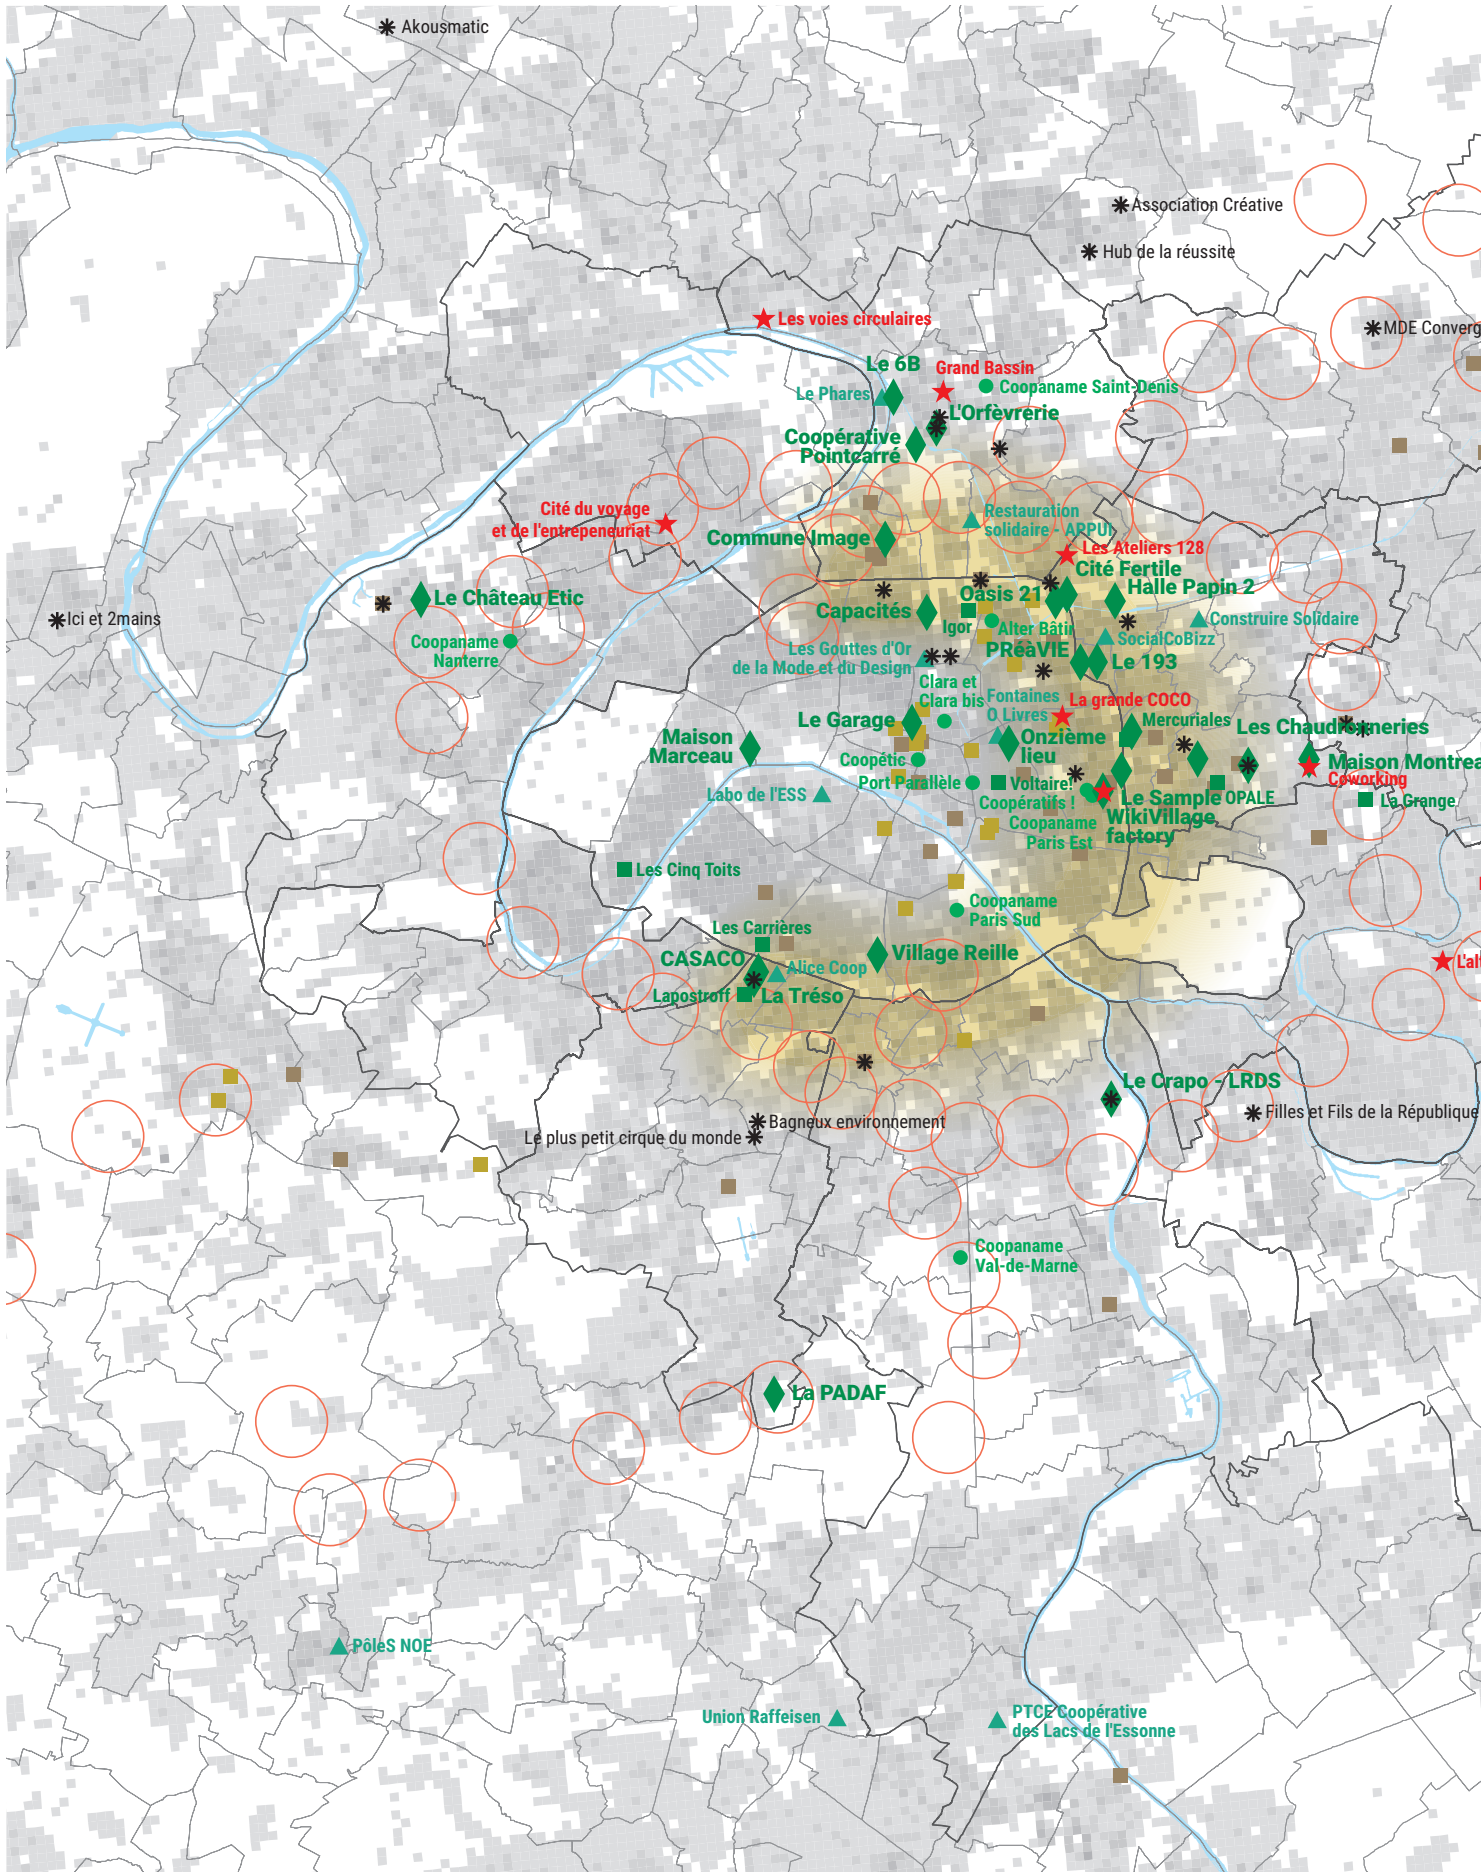 Akousmatic
Association Créative
Hub de la réussite
Les voies circulaires
MDE Converg
Le 6B
Grand Bassin
Le Phares
Coopaname Saint-Denis
L'Orfèvrerie
Coopérative
Pointcarré
Cité du voyage
et de l'entrepeneuriat
Restauration
solidaire - APPUI
Commune Image
Les Ateliers 128
Cité Fertile
Halle Papin 2
Oasis 21
Le Château Etic
Ici et 2mains
Capacités
Igor
Alter Bâtir
Construire Solidaire
SocialCoBizz
Coopaname
Nanterre
Les Gouttes d'Or
de la Mode et du Design
PRéàVIE
Le 193
Clara et
Clara bis
Fontaines
O Livres
La grande COCO
Le Garage
Mercuriales
Les Chaudronneries
Maison
Marceau
Onzième
lieu
Coopétic
Maison Montrea
Coworking
Port Parallèle
Voltaire!
Labo de l'ESS
Coopératifs !
Le Sample
OPALE
La Grange
Coopaname
Paris Est
WikiVillage
factory
Les Cinq Toits
Coopaname
Paris Sud
Les Carrières
CASACO
Alice Coop
Village Reille
L'alt
Lapostroff
La Tréso
Le Crapo - LRDS
Filles et Fils de la République
Bagneux environnement
Le plus petit cirque du monde
Coopaname
Val-de-Marne
La PADAF
PôleS NOE
Union Raffeisen
PTCE Coopérative
des Lacs de l'Essonne